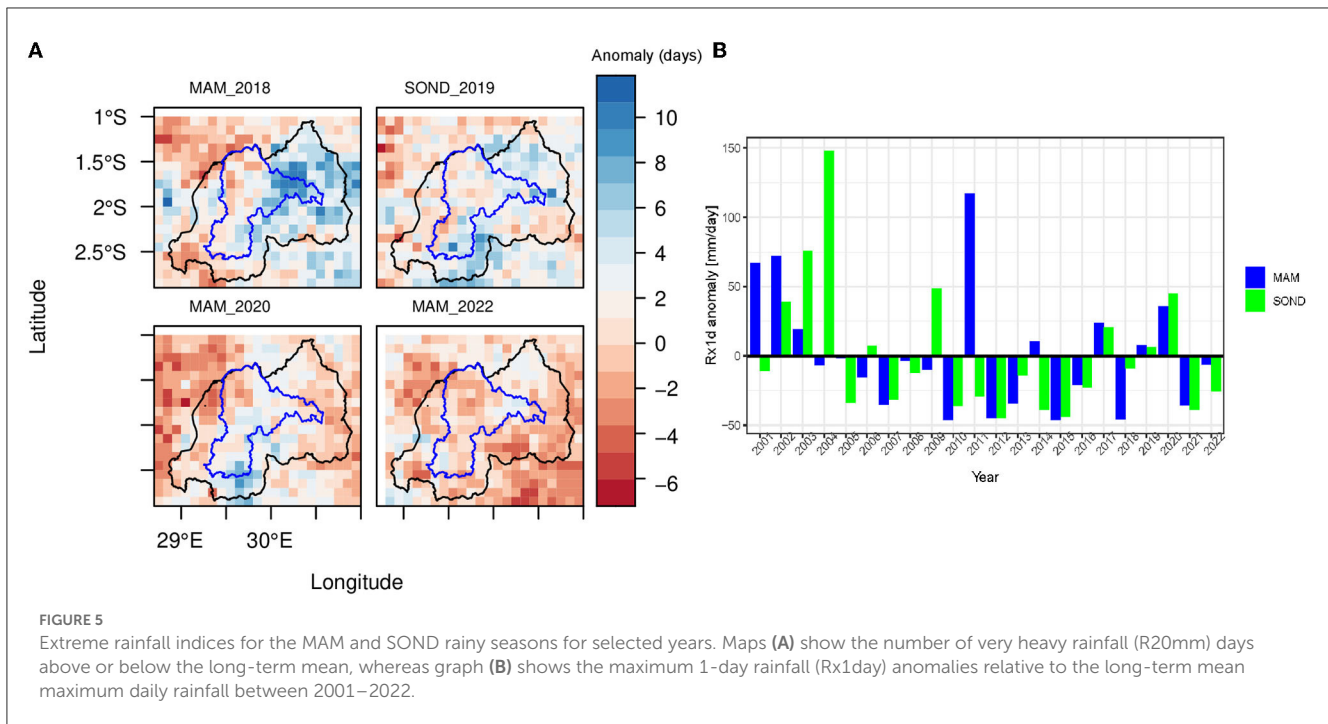 A
Anomaly (days)
B
MAM_2018
SOND_2019
1°S
1.5°S
2°S
2.5°S
MAM_2020
MAM_2022
10
8
6
4
2
0
−2
−4
−6
Latitude
29°E
30°E
Longitude
150
100
50
0
−50
Rx1d anomaly [mm/day]
2001
2002
2003
2004
2005
2006
2007
2008
2009
2010
2011
2012
2013
2014
2015
2016
2017
2018
2019
2020
2021
2022
Year
MAM
SOND
FIGURE 5
Extreme rainfall indices for the MAM and SOND rainy seasons for selected years. Maps (A) show the number of very heavy rainfall (R20mm) days
above or below the long-term mean, whereas graph (B) shows the maximum 1-day rainfall (Rx1day) anomalies relative to the long-term mean
maximum daily rainfall between 2001–2022.